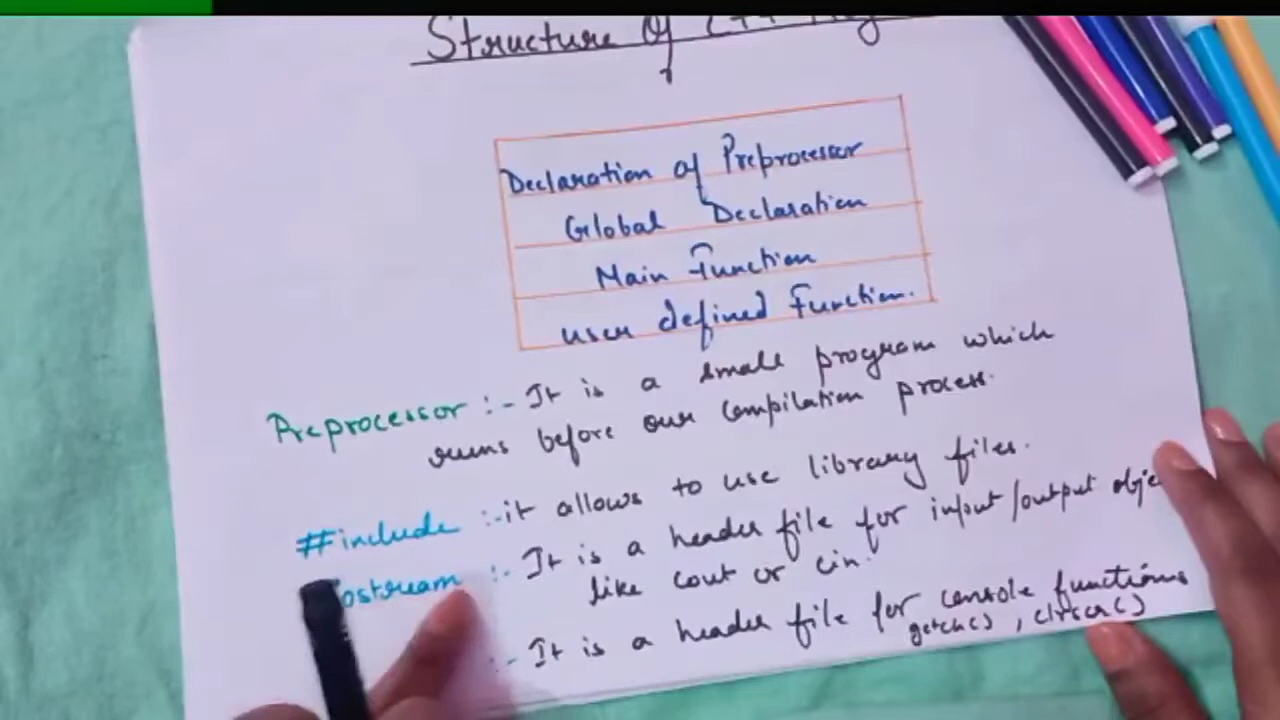 Structure Of C++
Declaration of Preprocessor
Global Declaration
Main Function
user defined Function.
Preprocessor :- It is a small program which
runs before our compilation process.
#include :- it allows to use library files.
ostream :- It is a header file for input/output obje
like cout or cin.
:- It is a header file for console functions
getch() , clrscr()